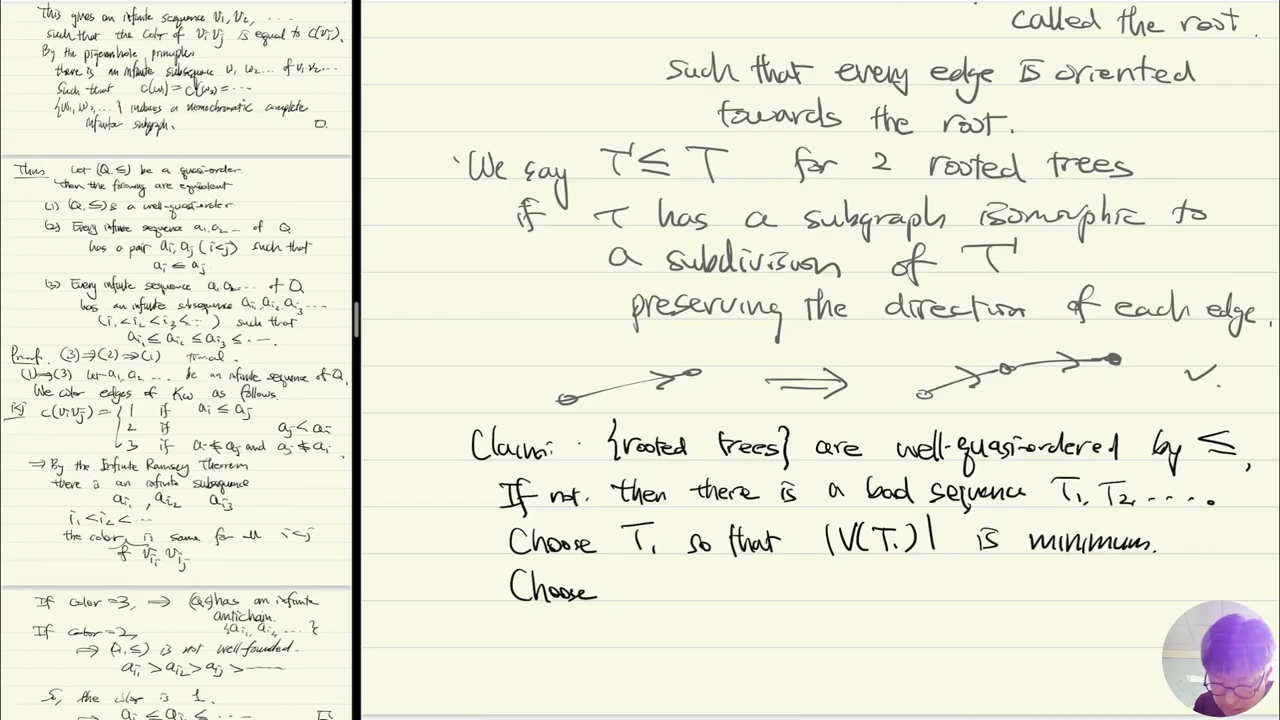 This gives an infinite sequence v1, v2, ....
such that the color of vivj is equal to c(vi).
By the pigeonhole principle
there is an infinite subsequence w1 w2... of v1v2...
such that c(w1)=c(w2)=...
{w1, w2, ...} induces a monochromatic complete
infinite subgraph.
Thm Let (Q, ≤) be a quasi-order.
then the following are equivalent
(1) (Q, ≤) is a well-quasi-order
(2) Every infinite sequence a1, a2... of Q
has a pair ai, aj (i<j) such that
ai ≤ aj.
(3) Every infinite sequence a1, a2... of Q
has an infinite subsequence ai1 ai2 ai3 ....
(i1 < i2 < i3 < ...) such that
ai1 ≤ ai2 ≤ ai3 ≤ ....
Proof. (3) ⇒ (2) ⇒ (1) trivial.
(1) ⇒ (3) Let a1, a2 ... be an infinite sequence of Q.
We color edges of Kω as follows.
i<j c(vivj) = { 1 if ai ≤ aj
2 if aj < ai
3 if ai ≰ aj and aj ≰ ai.
⇒ By the Infinite Ramsey Theorem
there is an infinite subsequence
ai1, ai2 ai3
i1 < i2 < ...
the color is same for all i<j
of vii vij
If color = 3, ⇒ (Q, ≤) has an infinite
antichain.
{ai1, ai2, ...}
If color = 2,
⇒ (Q, ≤) is not well-founded.
ai1 > ai2 > ai3 > ...
So, the color is 1.
⇒ ai1 ≤ ai2 ≤ ...
called the root.
such that every edge is oriented
towards the root.
We say T' ≤ T for 2 rooted trees
if T has a subgraph isomorphic to
a subdivision of T'
preserving the direction of each edge.
Claim: {rooted trees} are well-quasi-ordered by ≤,
If not. then there is a bad sequence T1, T2, .....
Choose T1 so that |V(T1)| is minimum.
Choose